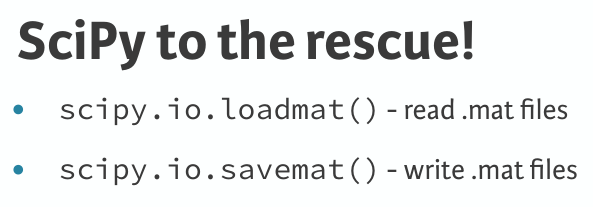 SciPy to the rescue!
• scipy.io.loadmat() - read .mat files
• scipy.io.savemat() - write .mat files